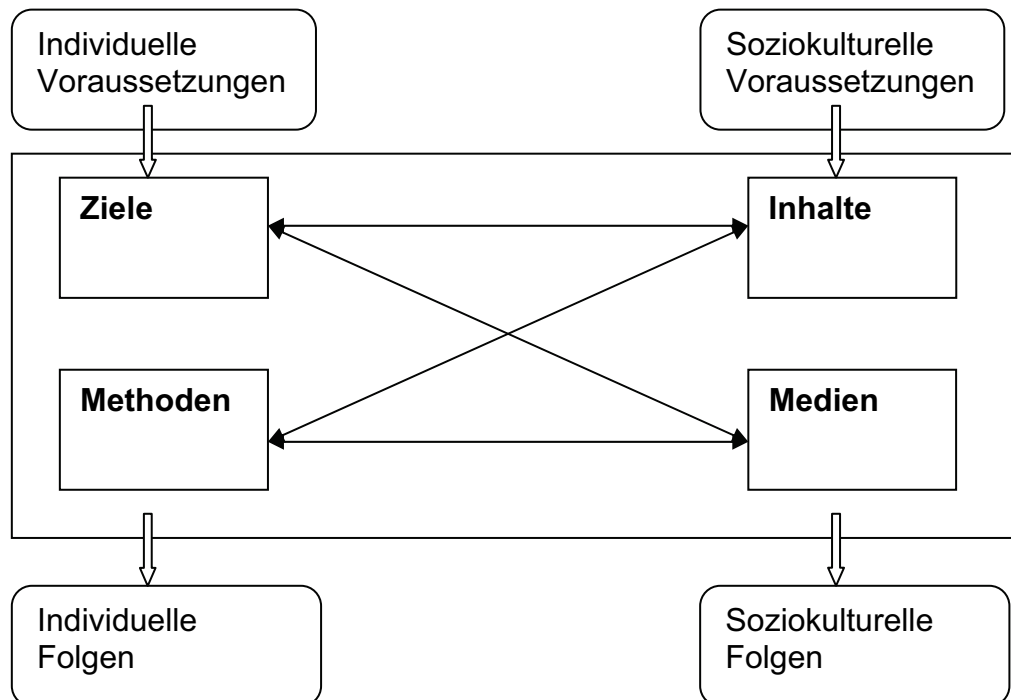 Individuelle
Voraussetzungen
Soziokulturelle
Voraussetzungen
Ziele
Inhalte
Methoden
Medien
Individuelle
Folgen
Soziokulturelle
Folgen